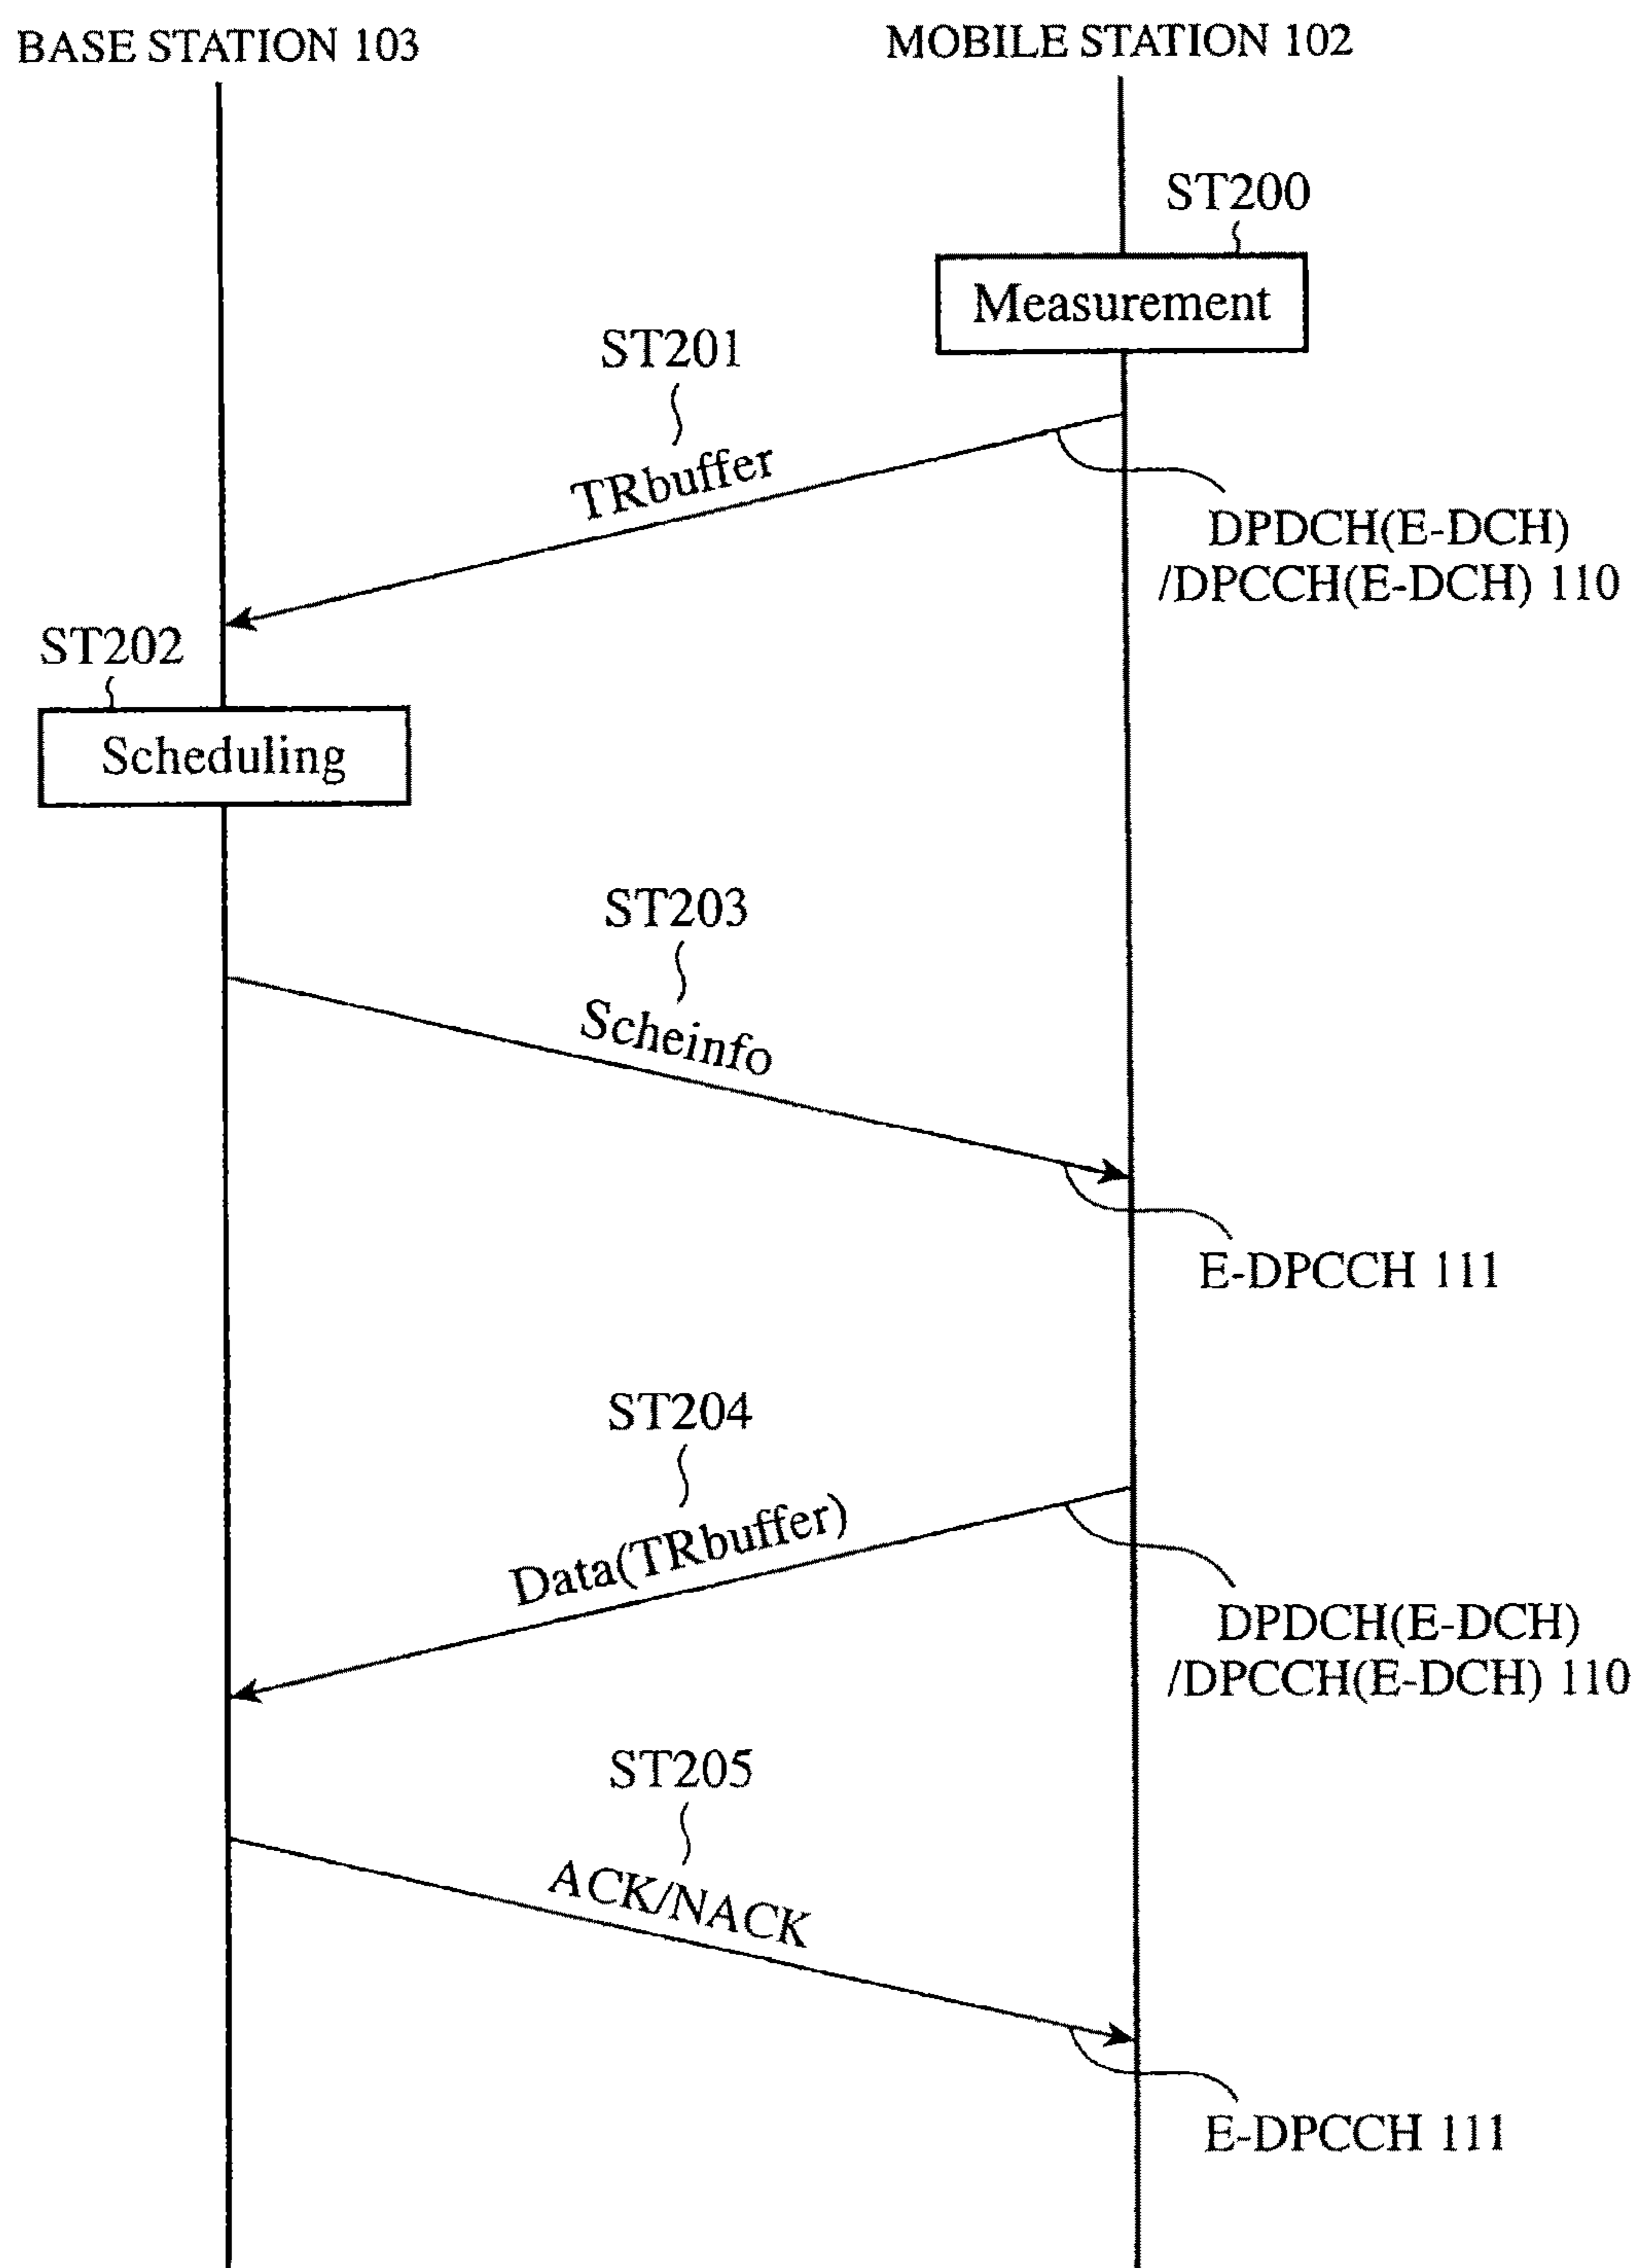 BASE STATION 103
MOBILE STATION 102
ST200
Measurement
ST201
TRbuffer
DPDCH(E-DCH)
/DPCCH(E-DCH) 110
ST202
Scheduling
ST203
Scheinfo
E-DPCCH 111
ST204
Data(TRbuffer)
DPDCH(E-DCH)
/DPCCH(E-DCH) 110
ST205
ACK/NACK
E-DPCCH 111